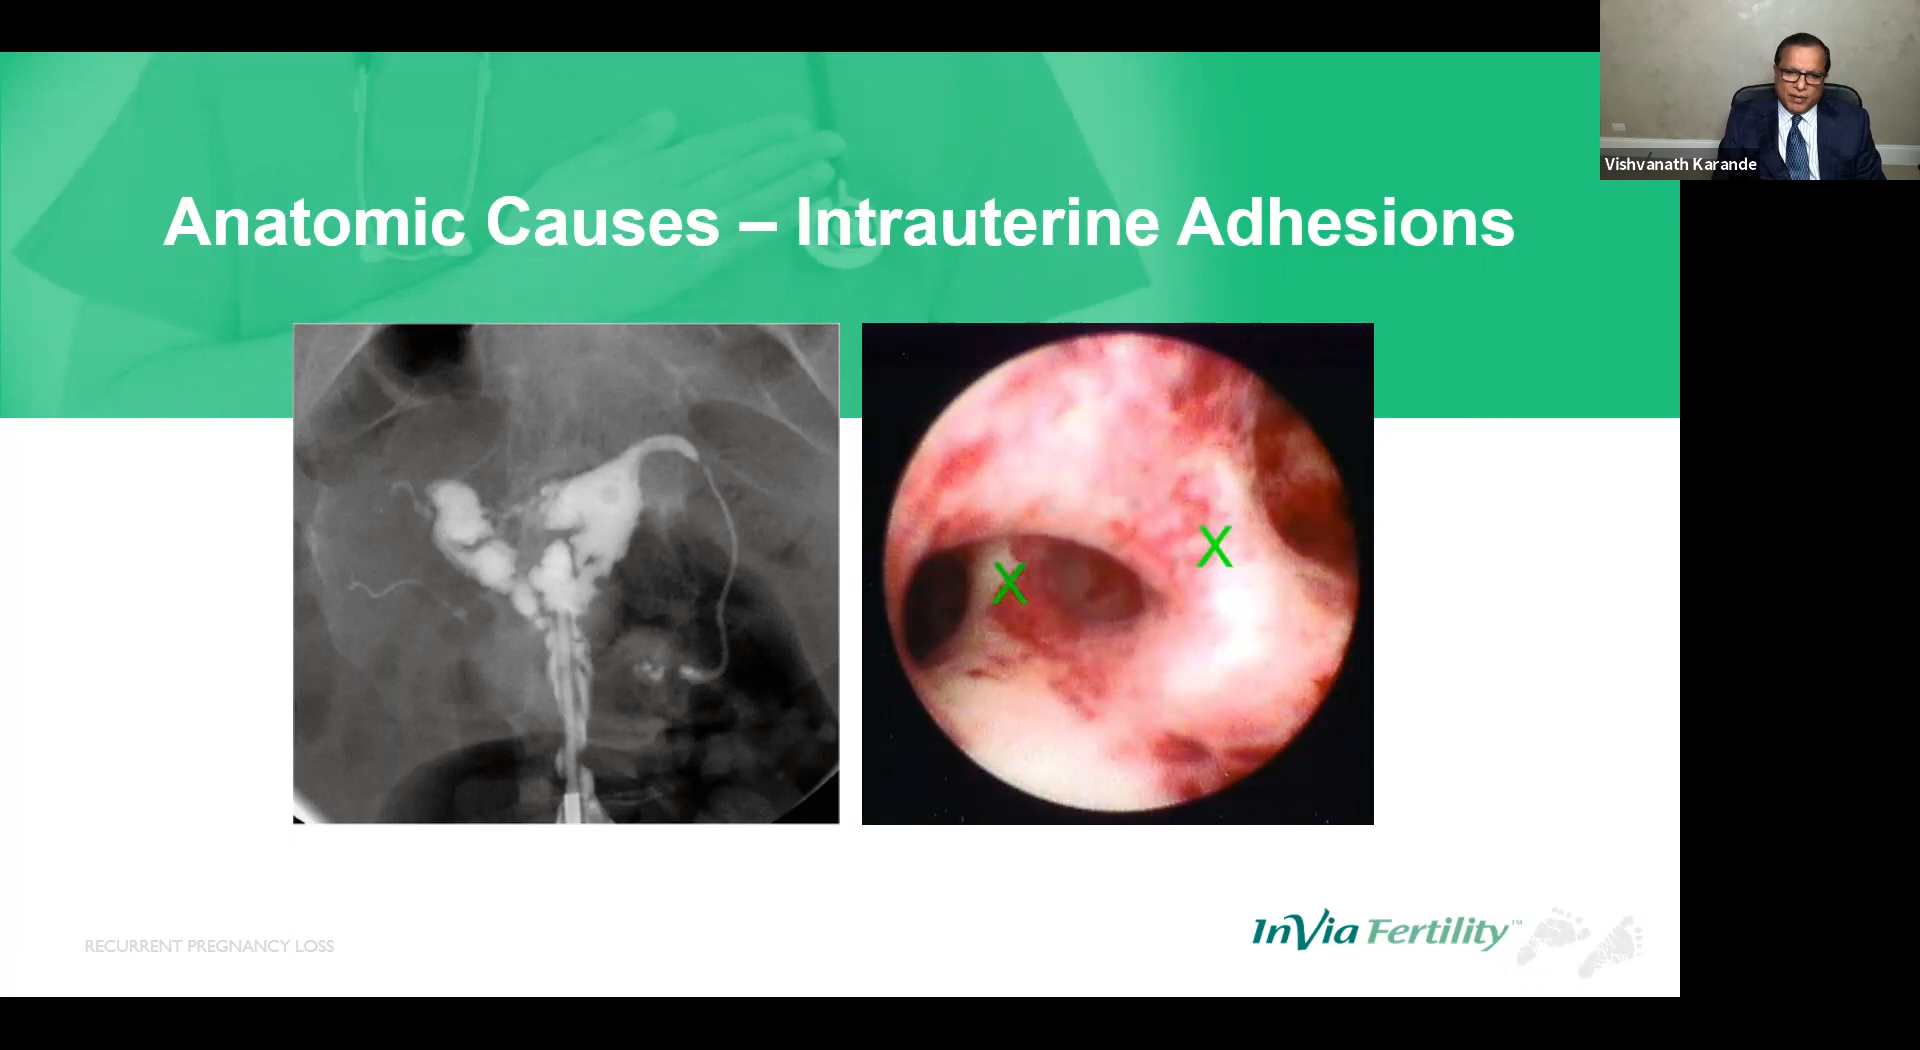 Vishvanath Karande
Anatomic Causes – Intrauterine Adhesions
X
X
InVia Fertility™
RECURRENT PREGNANCY LOSS